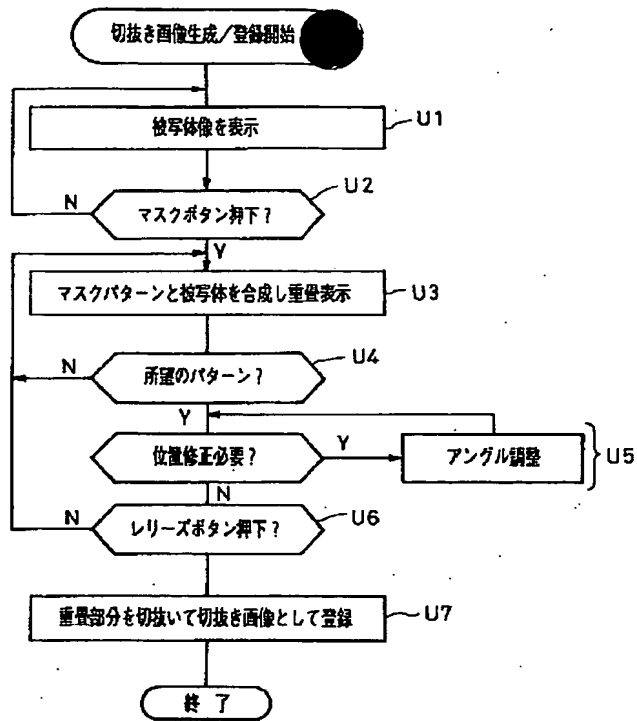 切抜き画像生成/登録開始
被写体像を表示
U1
U2
N
マスクボタン押下?
Y
マスクパターンと被写体を合成し重畳表示
U3
U4
N
所望のパターン?
Y
位置修正必要?
Y
アングル調整
U5
N
N
レリーズボタン押下?
U6
重畳部分を切抜いて切抜き画像として登録
U7
終了